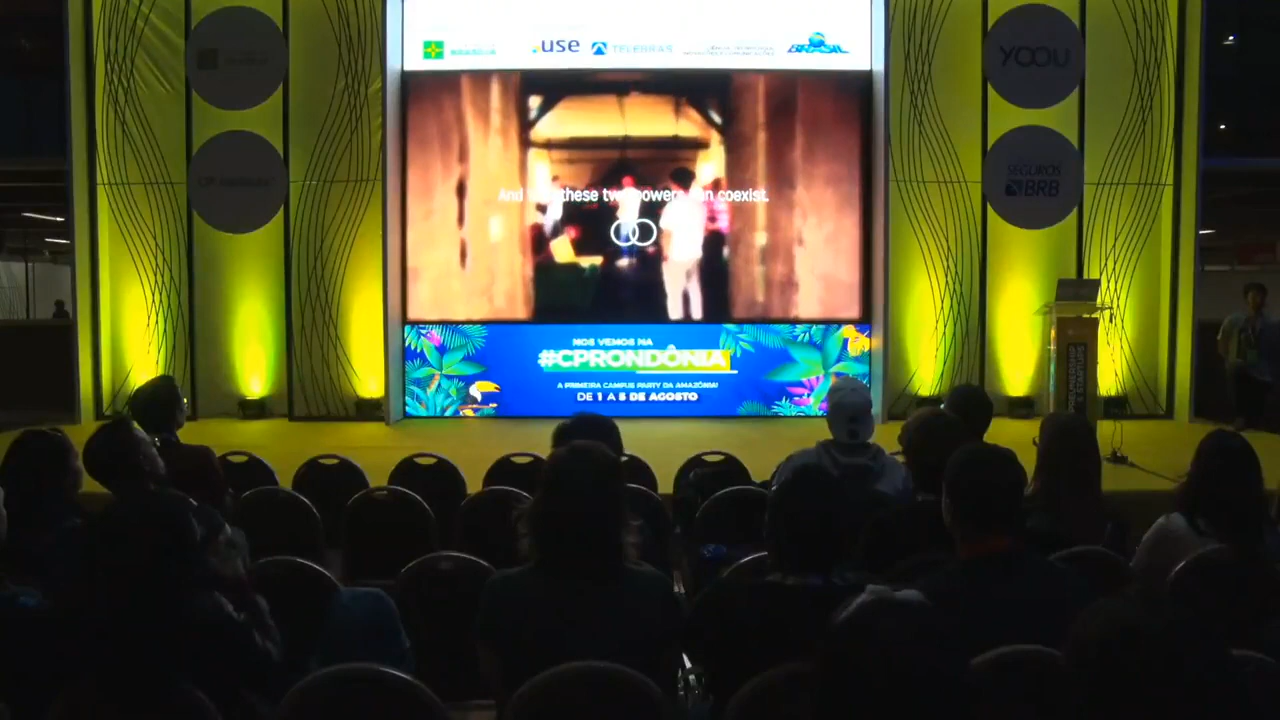 use
TELEBRAS
BRASIL
YOOU
SEGUROS
BRB
And these two powers can coexist.
NOS VEMOS NA
#CPRONDÔNIA
A PRIMEIRA CAMPUS PARTY DA AMAZÔNIA!
DE 1 A 5 DE AGOSTO
& STARTUPS